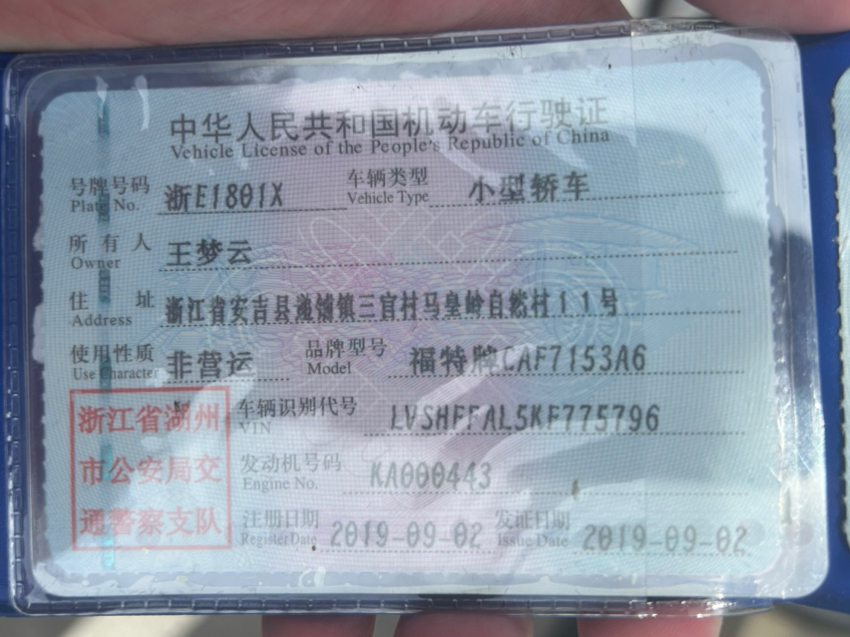 中华人民共和国机动车行驶证
Vehicle License of the People's Republic of China
号牌号码 Plate No. 浙E1801X 车辆类型 Vehicle Type 小型轿车
所有人 Owner 王梦云
住址 Address 浙江省安吉县递铺镇三官村马皇岭自然村11号
使用性质 Use Character 非营运 品牌型号 Model 福特牌CAF7153A6
车辆识别代号 VIN LVSHFFAL5KF775796
发动机号码 Engine No. KA000443
注册日期 Register Date 2019-09-02 发证日期 Issue Date 2019-09-02
浙江省湖州
市公安局交
通警察支队